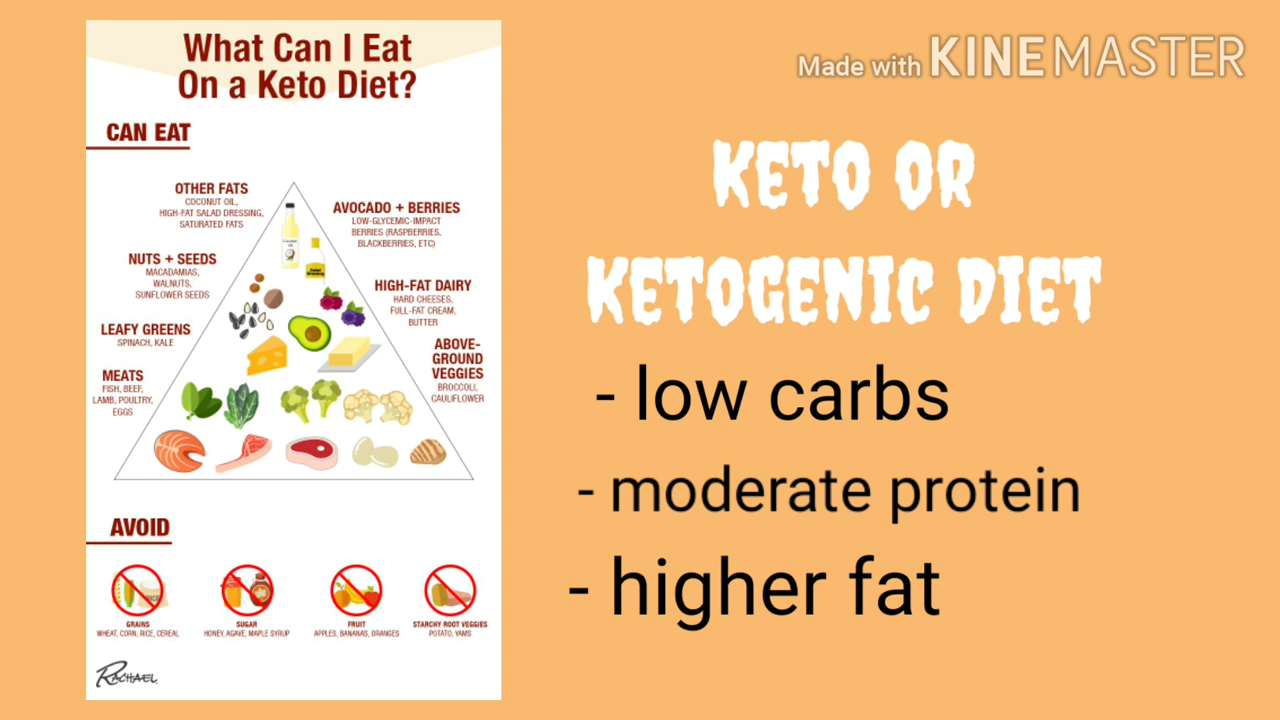 What Can I Eat
On a Keto Diet?
CAN EAT
OTHER FATS
COCONUT OIL,
HIGH-FAT SALAD DRESSING,
SATURATED FATS
AVOCADO + BERRIES
LOW-GLYCEMIC-IMPACT
BERRIES (RASPBERRIES,
BLACKBERRIES, ETC)
NUTS + SEEDS
MACADAMIAS,
WALNUTS,
SUNFLOWER SEEDS
HIGH-FAT DAIRY
HARD CHEESES,
FULL-FAT CREAM,
BUTTER
LEAFY GREENS
SPINACH, KALE
ABOVE-
GROUND
VEGGIES
BROCCOLI,
CAULIFLOWER
MEATS
FISH, BEEF,
LAMB, POULTRY,
EGGS
AVOID
GRAINS
WHEAT, CORN, RICE, CEREAL
SUGAR
HONEY, AGAVE, MAPLE SYRUP
FRUIT
APPLES, BANANAS, ORANGES
STARCHY ROOT VEGGIES
POTATO, YAMS
RACHAEL
Made with KINEMASTER
KETO OR
KETOGENIC DIET
- low carbs
- moderate protein
- higher fat